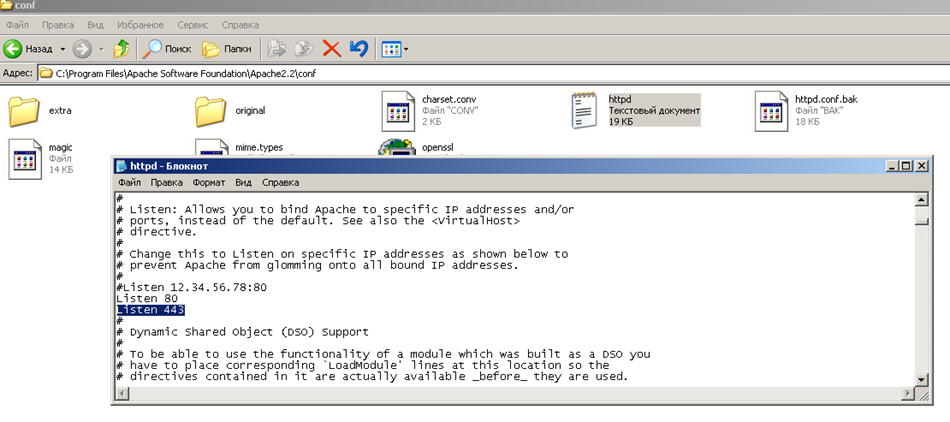 conf
Файл Правка Вид Избранное Сервис Справка
Назад Поиск Папки
Адрес: C:\Program Files\Apache Software Foundation\Apache2.2\conf
extra
original
charset.conv
Файл "CONV"
2 КБ
httpd
Текстовый документ
19 КБ
httpd.conf.bak
Файл "BAK"
18 КБ
magic
Файл
14 КБ
mime.types
openssl
httpd - Блокнот
Файл Правка Формат Вид Справка
#
# Listen: Allows you to bind Apache to specific IP addresses and/or
# ports, instead of the default. See also the <VirtualHost>
# directive.
#
# Change this to Listen on specific IP addresses as shown below to
# prevent Apache from glomming onto all bound IP addresses.
#
#Listen 12.34.56.78:80
Listen 80
Listen 443
#
# Dynamic Shared Object (DSO) Support
#
# To be able to use the functionality of a module which was built as a DSO you
# have to place corresponding `LoadModule' lines at this location so the
# directives contained in it are actually available _before_ they are used.